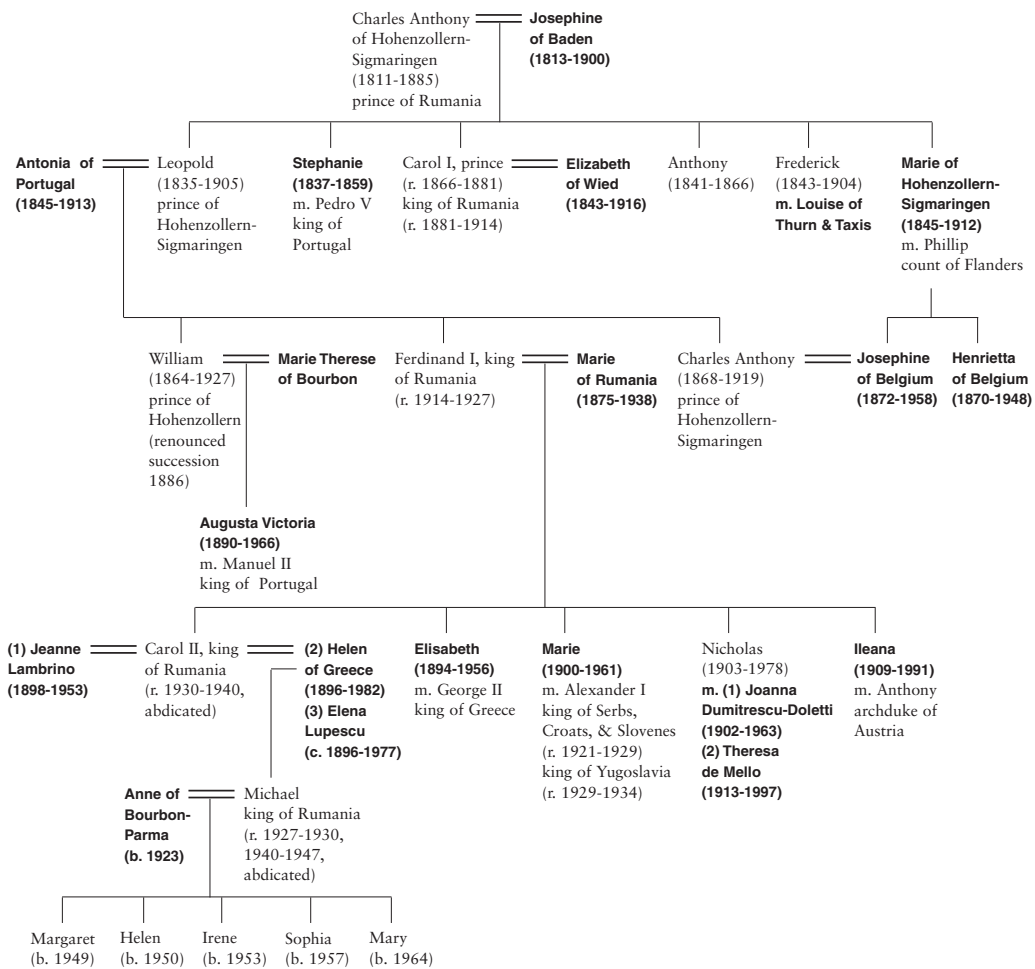 Charles Anthony
of Hohenzollern-
Sigmaringen
(1811-1885)
prince of Rumania
Josephine
of Baden
(1813-1900)
Antonia of
Portugal
(1845-1913)
Leopold
(1835-1905)
prince of
Hohenzollern-
Sigmaringen
Stephanie
(1837-1859)
m. Pedro V
king of
Portugal
Carol I, prince
(r. 1866-1881)
king of Rumania
(r. 1881-1914)
Elizabeth
of Wied
(1843-1916)
Anthony
(1841-1866)
Frederick
(1843-1904)
m. Louise of
Thurn & Taxis
Marie of
Hohenzollern-
Sigmaringen
(1845-1912)
m. Phillip
count of Flanders
William
(1864-1927)
prince of
Hohenzollern
(renounced
succession
1886)
Marie Therese
of Bourbon
Ferdinand I, king
of Rumania
(r. 1914-1927)
Marie
of Rumania
(1875-1938)
Charles Anthony
(1868-1919)
prince of
Hohenzollern-
Sigmaringen
Josephine
of Belgium
(1872-1958)
Henrietta
of Belgium
(1870-1948)
Augusta Victoria
(1890-1966)
m. Manuel II
king of Portugal
(1) Jeanne
Lambrino
(1898-1953)
Carol II, king
of Rumania
(r. 1930-1940,
abdicated)
(2) Helen
of Greece
(1896-1982)
(3) Elena
Lupescu
(c. 1896-1977)
Elisabeth
(1894-1956)
m. George II
king of Greece
Marie
(1900-1961)
m. Alexander I
king of Serbs,
Croats, & Slovenes
(r. 1921-1929)
king of Yugoslavia
(r. 1929-1934)
Nicholas
(1903-1978)
m. (1) Joanna
Dumitrescu-Doletti
(1902-1963)
(2) Theresa
de Mello
(1913-1997)
Ileana
(1909-1991)
m. Anthony
archduke of
Austria
Anne of
Bourbon-
Parma
(b. 1923)
Michael
king of Rumania
(r. 1927-1930,
1940-1947,
abdicated)
Margaret
(b. 1949)
Helen
(b. 1950)
Irene
(b. 1953)
Sophia
(b. 1957)
Mary
(b. 1964)